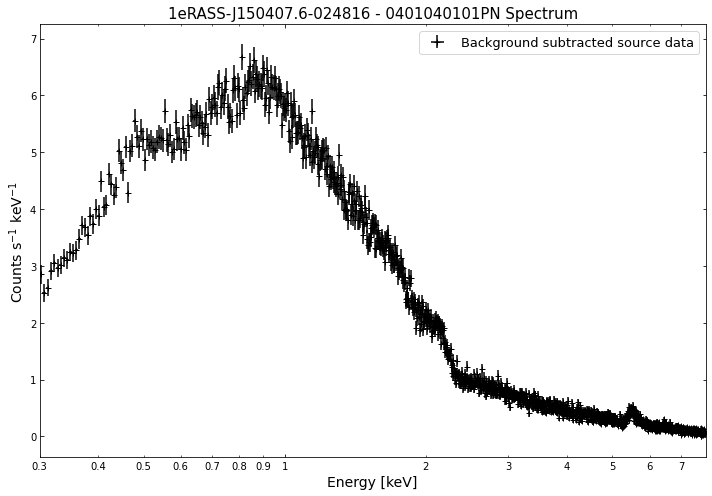 1eRASS-J150407.6-024816 - 0401040101PN Spectrum
Background subtracted source data
Counts s⁻¹ keV⁻¹
7
6
5
4
3
2
1
0
0.3 0.4 0.5 0.6 0.7 0.8 0.9 1 2 3 4 5 6 7
Energy [keV]